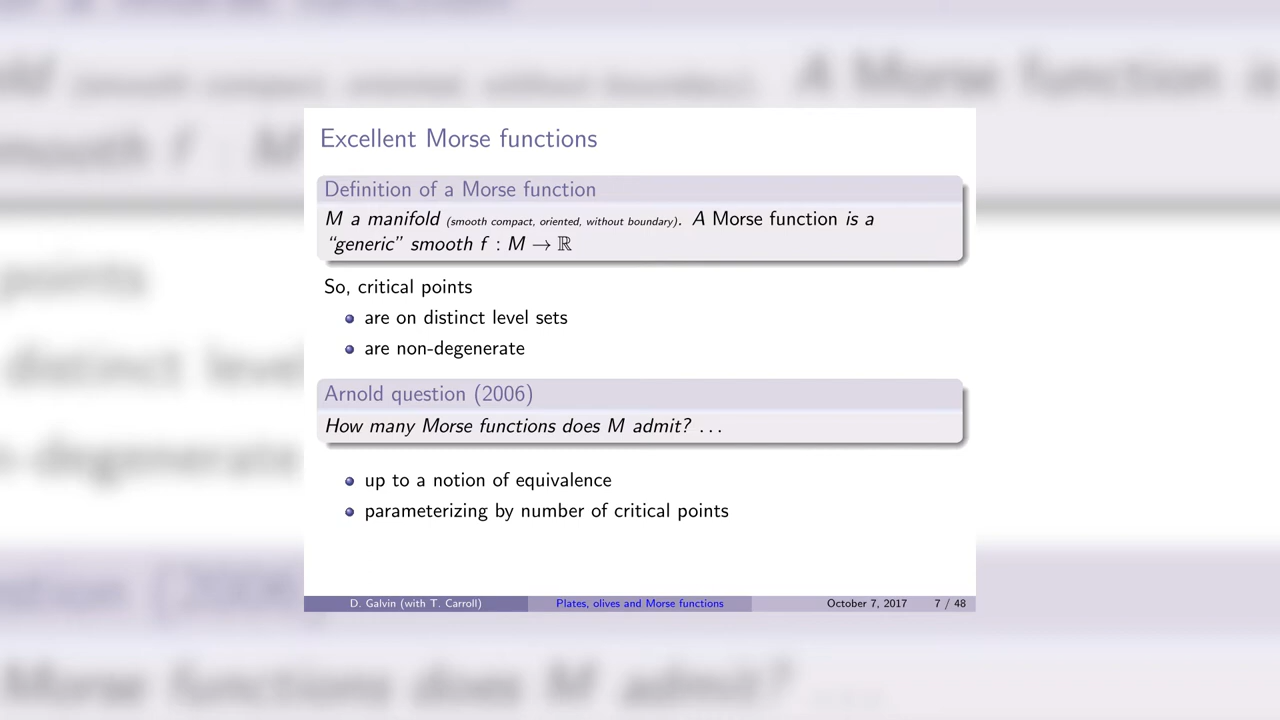 Excellent Morse functions
Definition of a Morse function
M a manifold (smooth compact, oriented, without boundary). A Morse function is a
“generic” smooth f : M → ℝ
So, critical points
are on distinct level sets
are non-degenerate
Arnold question (2006)
How many Morse functions does M admit? . . .
up to a notion of equivalence
parameterizing by number of critical points
D. Galvin (with T. Carroll) Plates, olives and Morse functions October 7, 2017 7 / 48